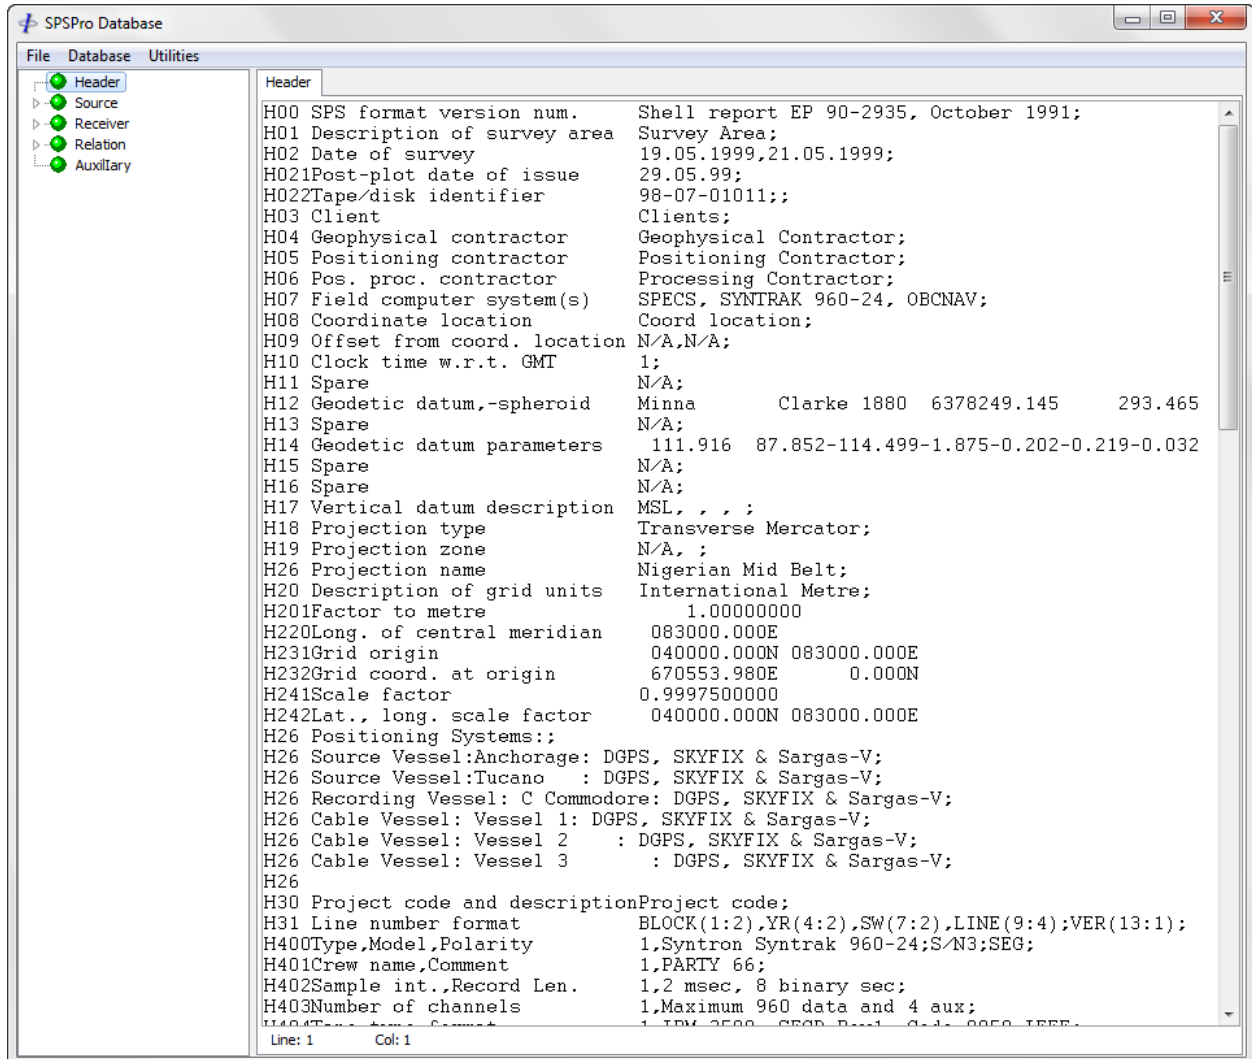 SPSPro Database
File Database Utilities
Header
Source
Receiver
Relation
AuxilIary
Header
H00 SPS format version num. Shell report EP 90-2935, October 1991;
H01 Description of survey area Survey Area;
H02 Date of survey 19.05.1999,21.05.1999;
H021Post-plot date of issue 29.05.99;
H022Tape/disk identifier 98-07-01011;;
H03 Client Clients;
H04 Geophysical contractor Geophysical Contractor;
H05 Positioning contractor Positioning Contractor;
H06 Pos. proc. contractor Processing Contractor;
H07 Field computer system(s) SPECS, SYNTRAK 960-24, OBCNAV;
H08 Coordinate location Coord location;
H09 Offset from coord. location N/A,N/A;
H10 Clock time w.r.t. GMT 1;
H11 Spare N/A;
H12 Geodetic datum,-spheroid Minna Clarke 1880 6378249.145 293.465
H13 Spare N/A;
H14 Geodetic datum parameters 111.916 87.852-114.499-1.875-0.202-0.219-0.032
H15 Spare N/A;
H16 Spare N/A;
H17 Vertical datum description MSL, , , ;
H18 Projection type Transverse Mercator;
H19 Projection zone N/A, ;
H26 Projection name Nigerian Mid Belt;
H20 Description of grid units International Metre;
H201Factor to metre 1.00000000
H220Long. of central meridian 083000.000E
H231Grid origin 040000.000N 083000.000E
H232Grid coord. at origin 670553.980E 0.000N
H241Scale factor 0.9997500000
H242Lat., long. scale factor 040000.000N 083000.000E
H26 Positioning Systems:;
H26 Source Vessel:Anchorage: DGPS, SKYFIX & Sargas-V;
H26 Source Vessel:Tucano : DGPS, SKYFIX & Sargas-V;
H26 Recording Vessel: C Commodore: DGPS, SKYFIX & Sargas-V;
H26 Cable Vessel: Vessel 1: DGPS, SKYFIX & Sargas-V;
H26 Cable Vessel: Vessel 2 : DGPS, SKYFIX & Sargas-V;
H26 Cable Vessel: Vessel 3 : DGPS, SKYFIX & Sargas-V;
H26
H30 Project code and descriptionProject code;
H31 Line number format BLOCK(1:2),YR(4:2),SW(7:2),LINE(9:4);VER(13:1);
H400Type,Model,Polarity 1,Syntron Syntrak 960-24;S/N3;SEG;
H401Crew name,Comment 1,PARTY 66;
H402Sample int.,Record Len. 1,2 msec, 8 binary sec;
H403Number of channels 1,Maximum 960 data and 4 aux;
Line: 1 Col: 1